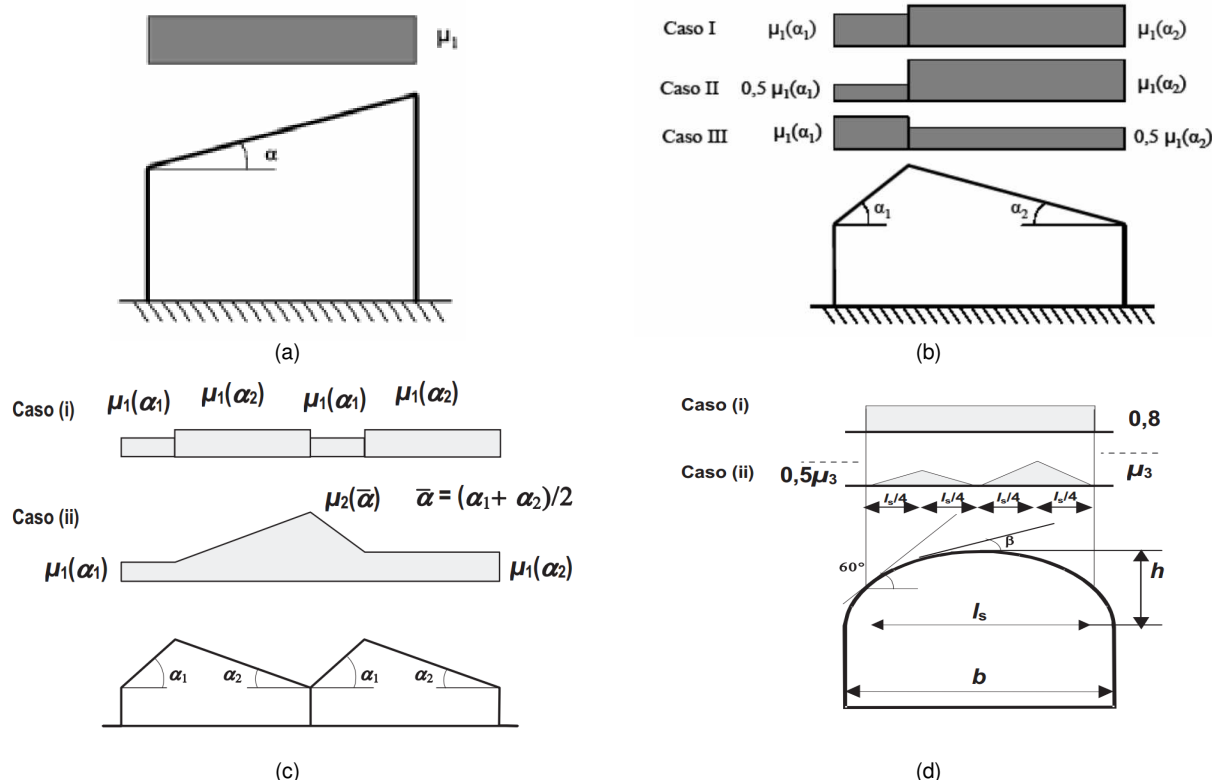 μ₁
α
(a)
Caso I μ₁(α₁) μ₁(α₂)
Caso II 0,5 μ₁(α₁) μ₁(α₂)
Caso III μ₁(α₁) 0,5 μ₁(α₂)
α₁ α₂
(b)
Caso (i) μ₁(α₁) μ₁(α₂) μ₁(α₁) μ₁(α₂)
Caso (ii) μ₂(ᾱ) ᾱ = (α₁+ α₂)/2
μ₁(α₁) μ₁(α₂)
α₁ α₂ α₁ α₂
(c)
Caso (i) 0,8
Caso (ii) 0,5μ₃ μ₃
lₛ/4 lₛ/4 lₛ/4 lₛ/4
β
60° h
lₛ
b
(d)